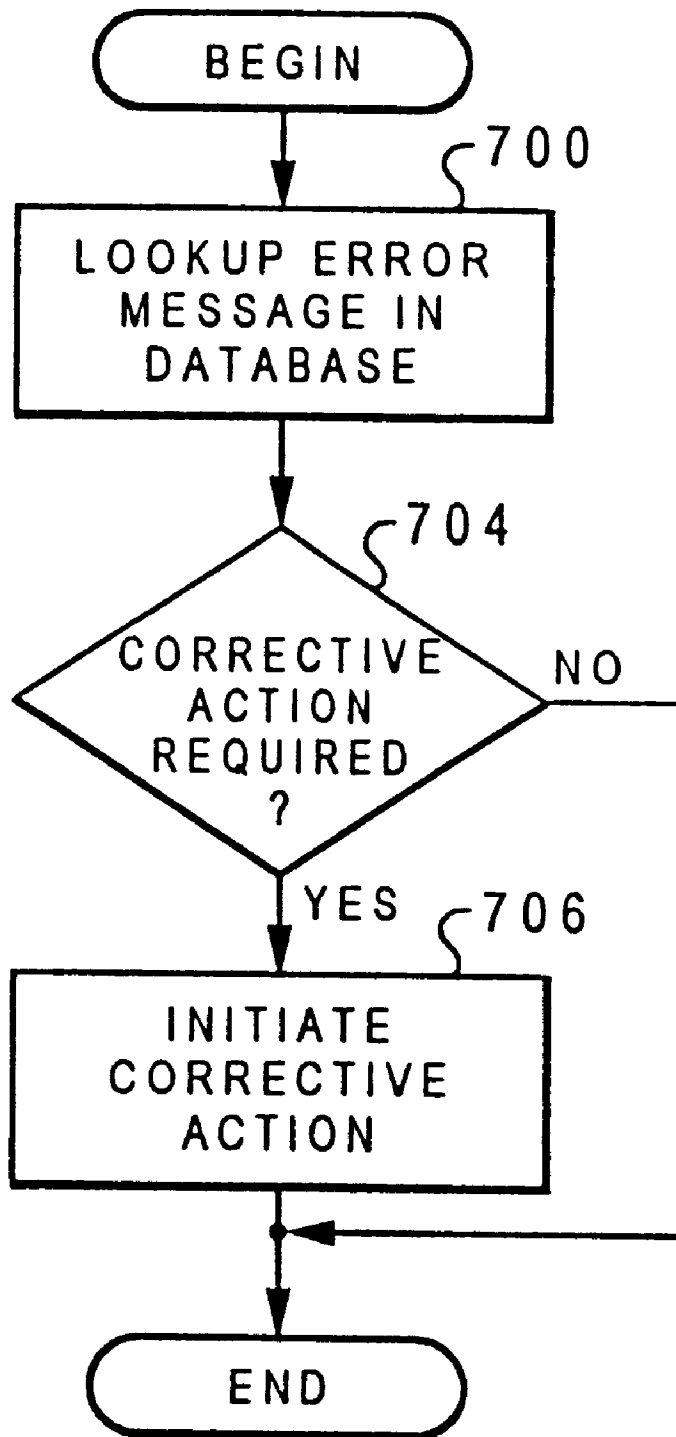 BEGIN
700
LOOKUP ERROR
MESSAGE IN
DATABASE
704
CORRECTIVE
ACTION
REQUIRED
?
NO
YES
706
INITIATE
CORRECTIVE
ACTION
END